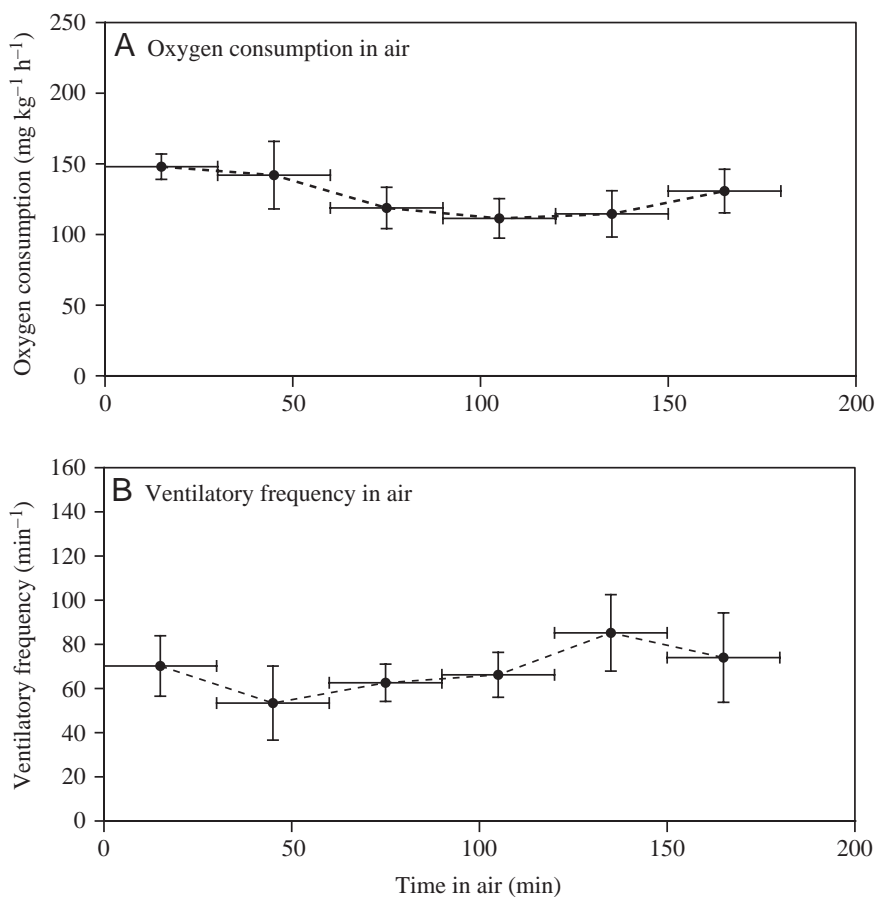 A Oxygen consumption in air
Oxygen consumption (mg kg⁻¹ h⁻¹)
250
200
150
100
50
0
0 50 100 150 200
B Ventilatory frequency in air
Ventilatory frequency (min⁻¹)
160
140
120
100
80
60
40
20
0
0 50 100 150 200
Time in air (min)